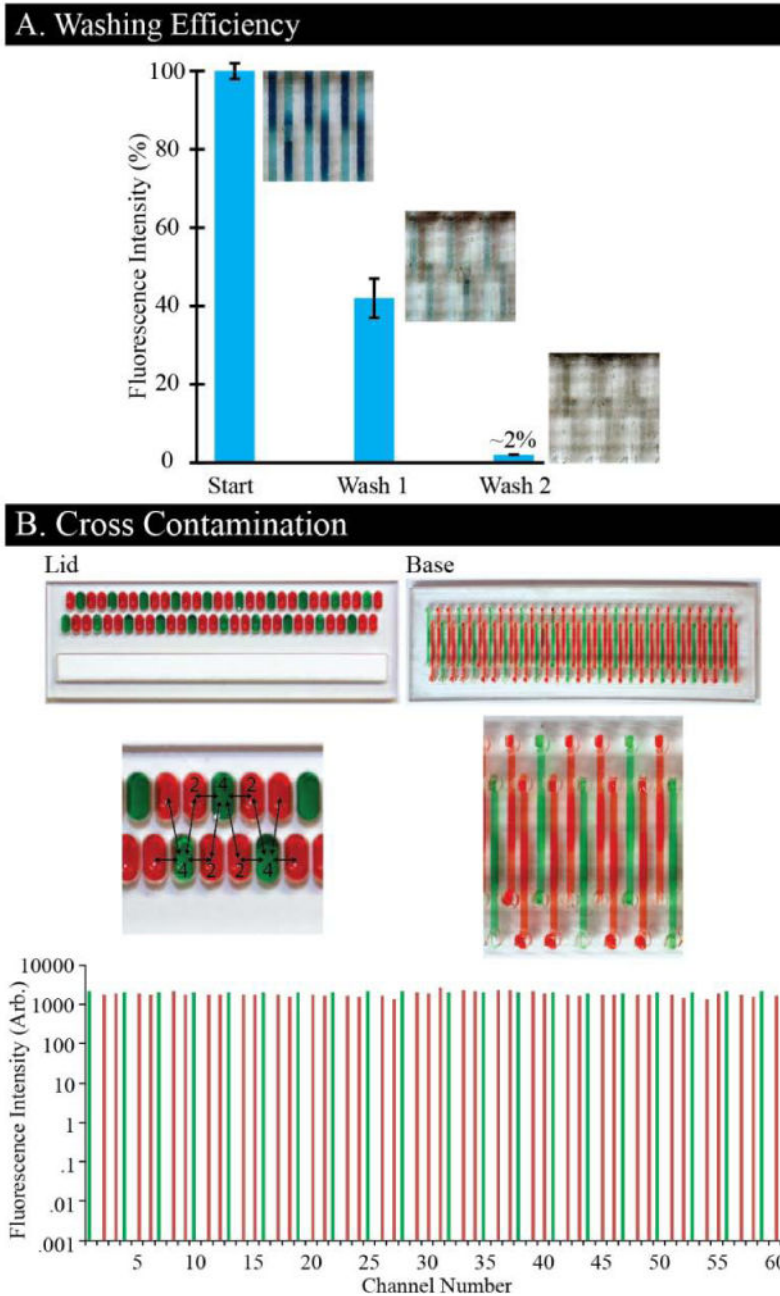 A. Washing Efficiency
Fluorescence Intensity (%)
100
80
60
40
20
0
~2%
Start Wash 1 Wash 2
B. Cross Contamination
Lid Base
2 4 2
4 2 2 4
Fluorescence Intensity (Arb.)
10000
1000
100
10
1
.1
.01
.001
5 10 15 20 25 30 35 40 45 50 55 60
Channel Number